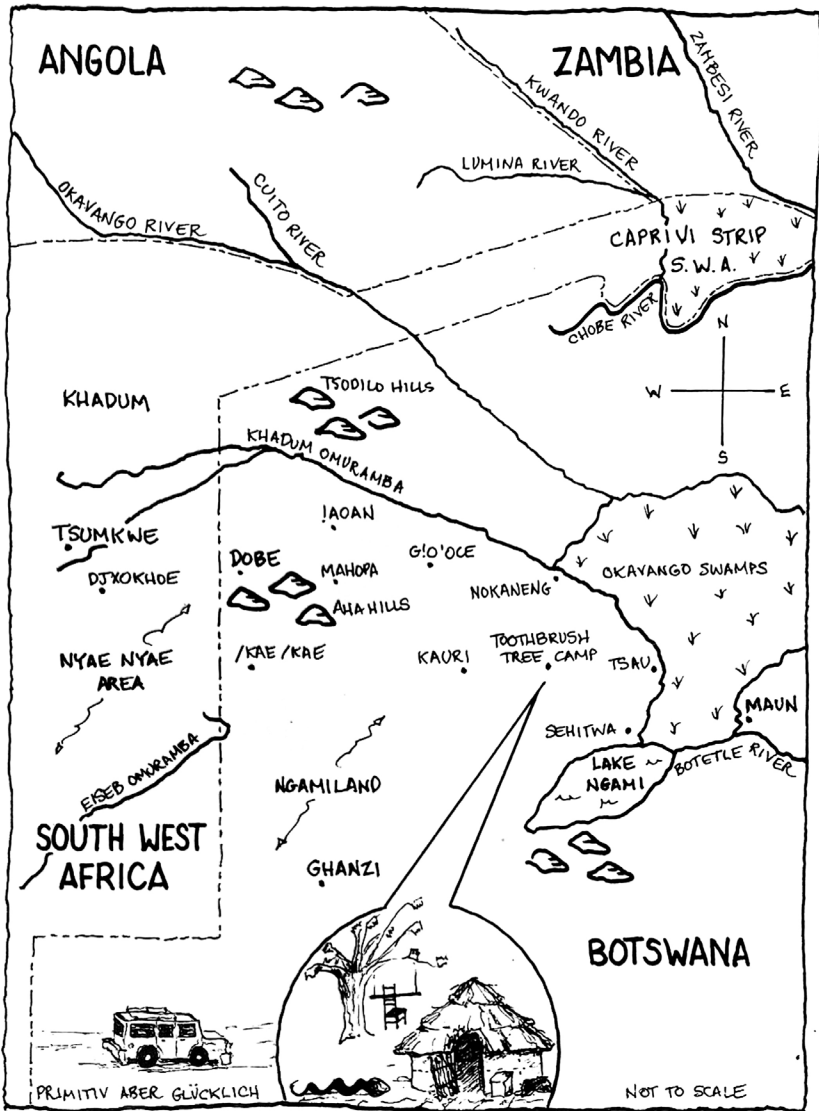 ANGOLA
ZAMBIA
ZAMBESI RIVER
KWANDO RIVER
LUMINA RIVER
OKAVANGO RIVER
CUITO RIVER
CAPRIVI STRIP
S.W.A.
CHOBE RIVER
N
W
E
S
KHADUM
TSODILO HILLS
KHADUM OMURAMBA
!AOAN
TSUMKWE
DOBE
G!O'OCE
MAHOPA
OKAVANGO SWAMPS
DJXOKHOE
NOKANENG
AHA HILLS
NYAE NYAE
AREA
/KAE /KAE
KAURI
TOOTHBRUSH
TREE CAMP
TSAU
MAUN
SEHITWA
EISEB OMURAMBA
NGAMILAND
LAKE
NGAMI
BOTETLE RIVER
SOUTH WEST
AFRICA
GHANZI
BOTSWANA
PRIMITIV ABER GLÜCKLICH
NOT TO SCALE